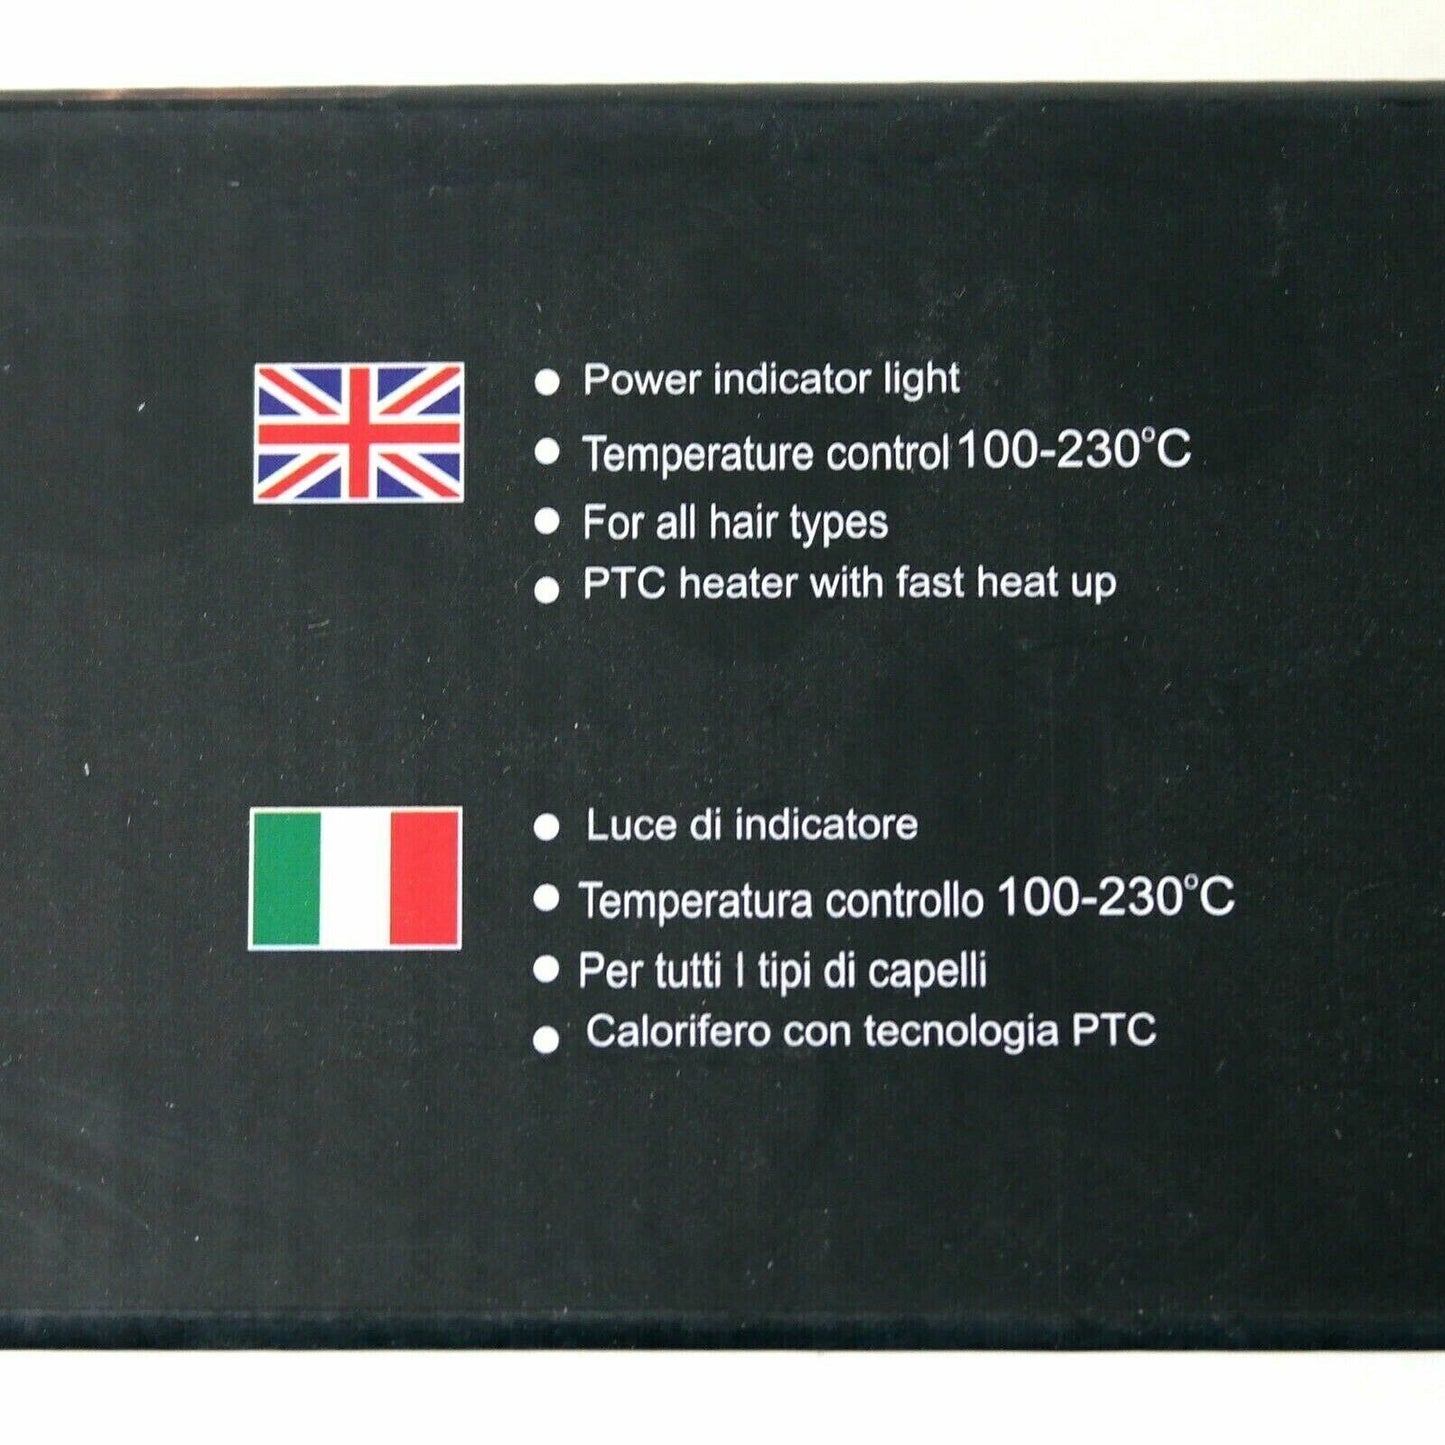 ● Power indicator light
● Temperature control 100-230°C
● For all hair types
● PTC heater with fast heat up
● Luce di indicatore
● Temperatura controllo 100-230°C
● Per tutti I tipi di capelli
● Calorifero con tecnologia PTC